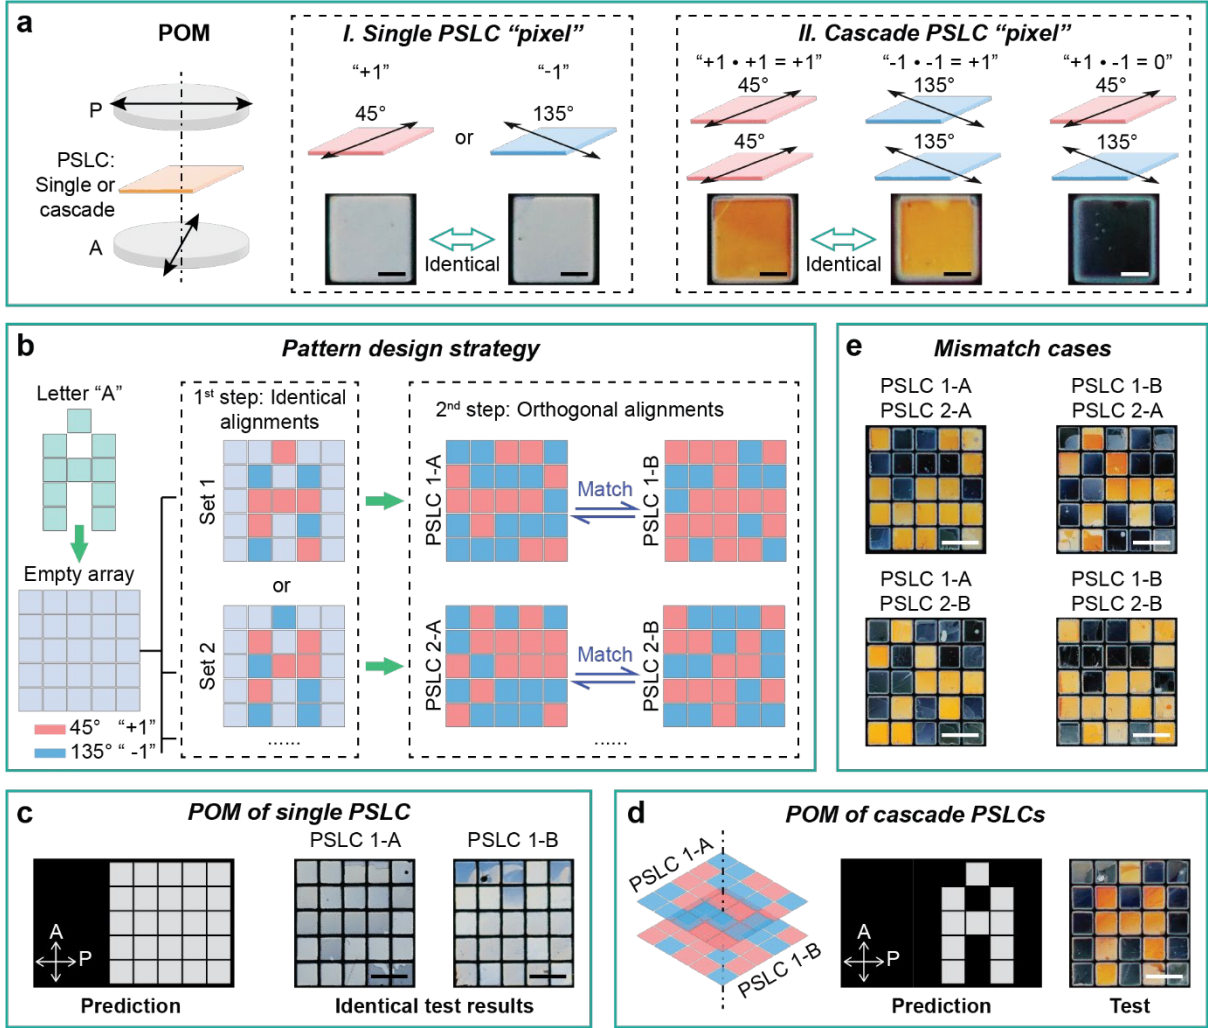 a
POM
P
PSLC:
Single or
cascade
A
I. Single PSLC “pixel”
“+1”
“-1”
45°
or
135°
Identical
II. Cascade PSLC “pixel”
“+1 • +1 = +1”
“-1 • -1 = +1”
“+1 • -1 = 0”
45°
135°
45°
45°
135°
135°
Identical
b
Pattern design strategy
Letter “A”
Empty array
45° “+1”
135° “ -1”
1st step: Identical
alignments
Set 1
or
Set 2
......
2nd step: Orthogonal alignments
PSLC 1-A
Match
PSLC 1-B
PSLC 2-A
Match
PSLC 2-B
......
e
Mismatch cases
PSLC 1-A
PSLC 2-A
PSLC 1-B
PSLC 2-A
PSLC 1-A
PSLC 2-B
PSLC 1-B
PSLC 2-B
c
POM of single PSLC
PSLC 1-A
PSLC 1-B
A
P
Prediction
Identical test results
d
POM of cascade PSLCs
PSLC 1-A
PSLC 1-B
A
P
Prediction
Test